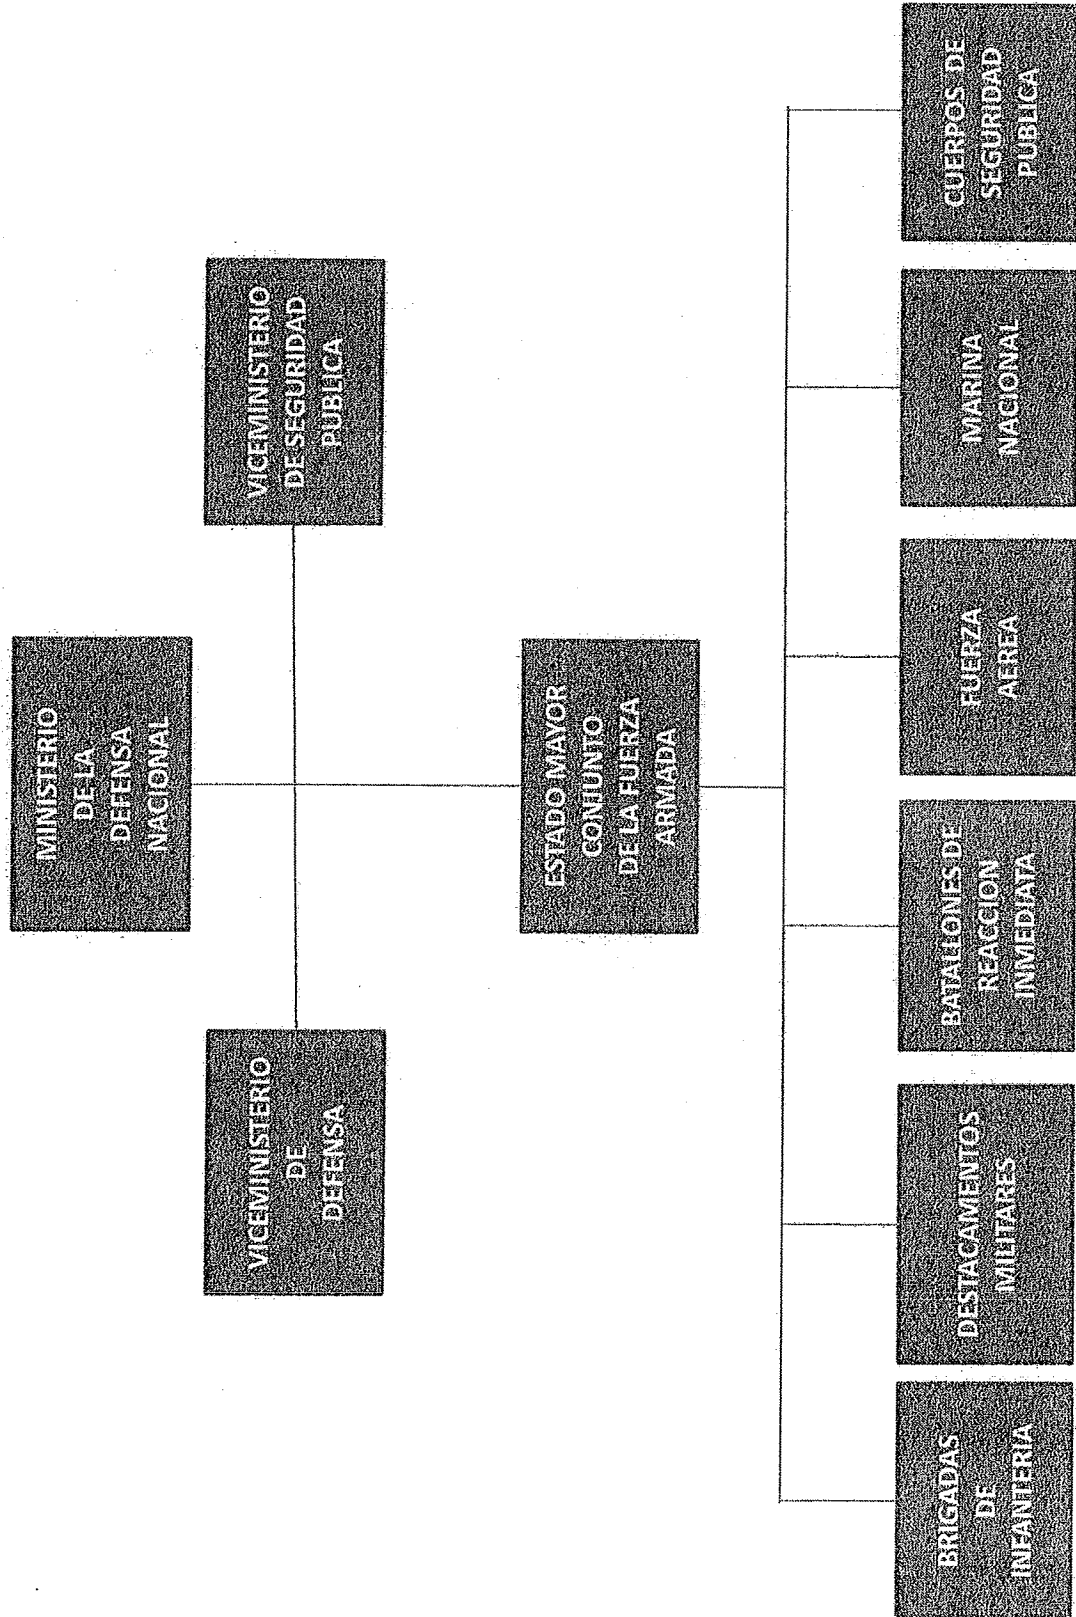 MINISTERIO
DE LA
DEFENSA
NACIONAL
VICEMINISTERIO
DE
DEFENSA
VICEMINISTERIO
DE SEGURIDAD
PUBLICA
ESTADO MAYOR
CONJUNTO
DE LA FUERZA
ARMADA
BRIGADAS
DE
INFANTERIA
DESTACAMENTOS
MILITARES
BATALLONES DE
REACCION
INMEDIATA
FUERZA
AEREA
MARINA
NACIONAL
CUERPOS DE
SEGURIDAD
PUBLICA